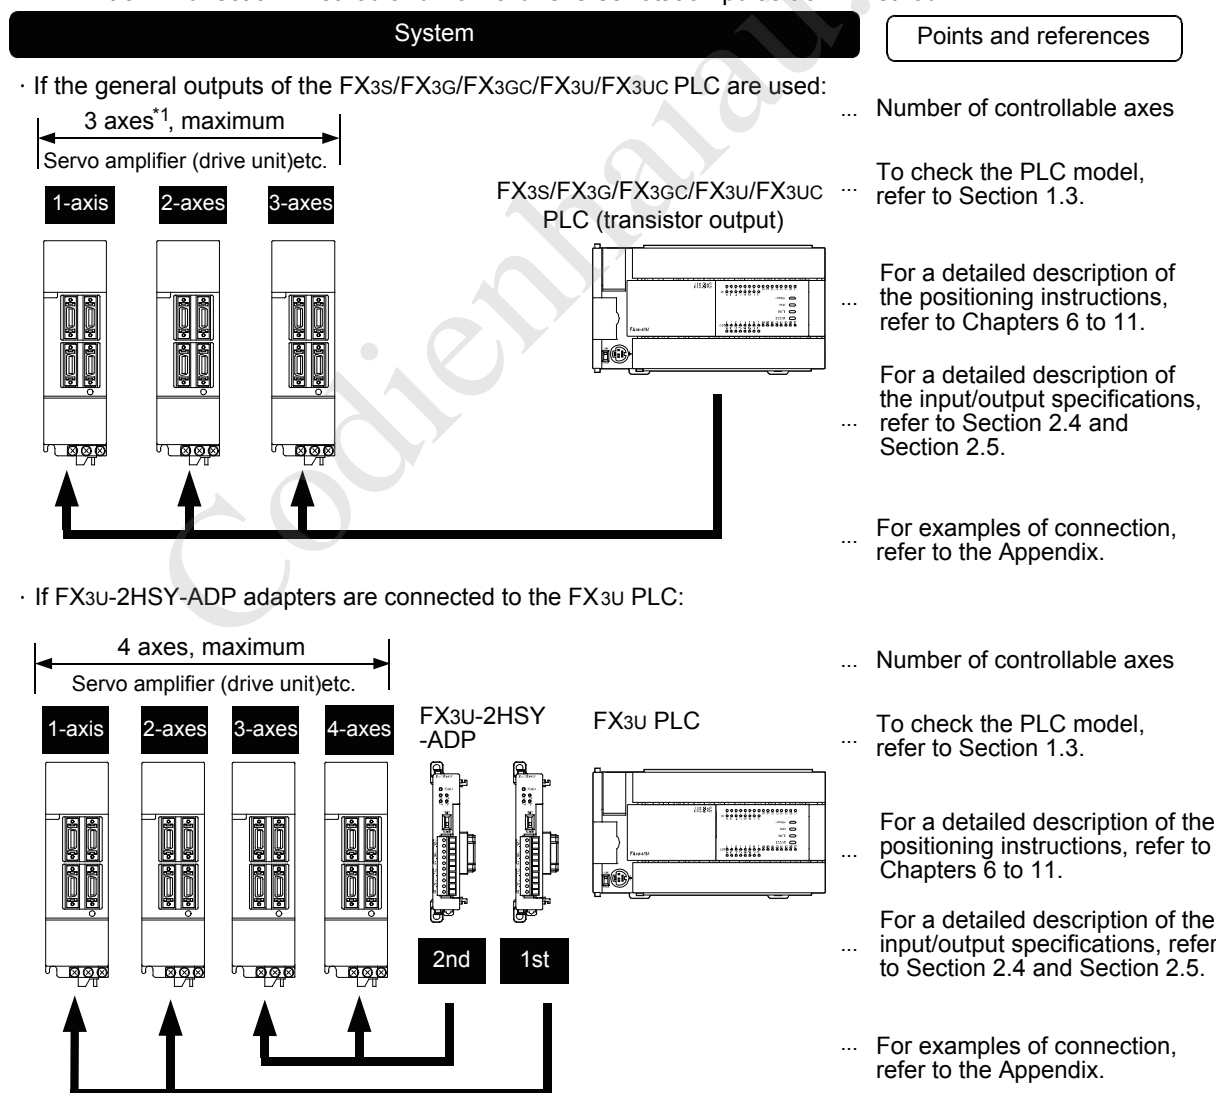 System
Points and references
· If the general outputs of the FX3S/FX3G/FX3GC/FX3U/FX3UC PLC are used:
3 axes*1, maximum
Servo amplifier (drive unit)etc.
1-axis
2-axes
3-axes
FX3S/FX3G/FX3GC/FX3U/FX3UC
PLC (transistor output)
... Number of controllable axes
... To check the PLC model,
refer to Section 1.3.
... For a detailed description of
the positioning instructions,
refer to Chapters 6 to 11.
... For a detailed description of
the input/output specifications,
refer to Section 2.4 and
Section 2.5.
... For examples of connection,
refer to the Appendix.
· If FX3U-2HSY-ADP adapters are connected to the FX3U PLC:
4 axes, maximum
Servo amplifier (drive unit)etc.
1-axis
2-axes
3-axes
4-axes
FX3U-2HSY
-ADP
FX3U PLC
2nd
1st
... Number of controllable axes
... To check the PLC model,
refer to Section 1.3.
... For a detailed description of the
positioning instructions, refer to
Chapters 6 to 11.
... For a detailed description of the
input/output specifications, refer
to Section 2.4 and Section 2.5.
... For examples of connection,
refer to the Appendix.
Codienhaiau.